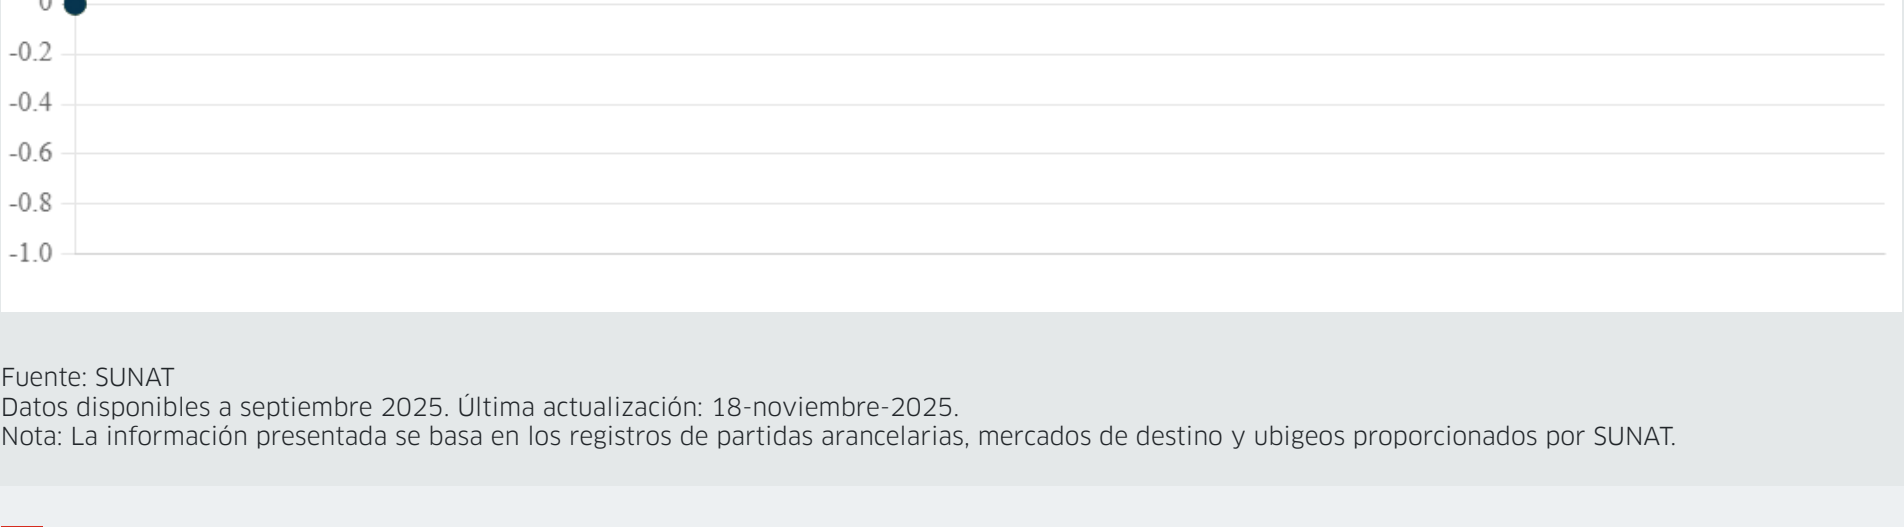 0
-0.2
-0.4
-0.6
-0.8
-1.0
Fuente: SUNAT
Datos disponibles a septiembre 2025. Última actualización: 18-noviembre-2025.
Nota: La información presentada se basa en los registros de partidas arancelarias, mercados de destino y ubigeos proporcionados por SUNAT.